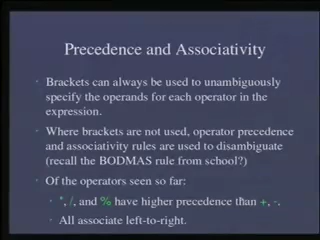 Precedence and Associativity
• Brackets can always be used to unambiguously
specify the operands for each operator in the
expression.
• Where brackets are not used, operator precedence
and associativity rules are used to disambiguate
(recall the BODMAS rule from school?)
• Of the operators seen so far:
• *, /, and % have higher precedence than +, -.
• All associate left-to-right.